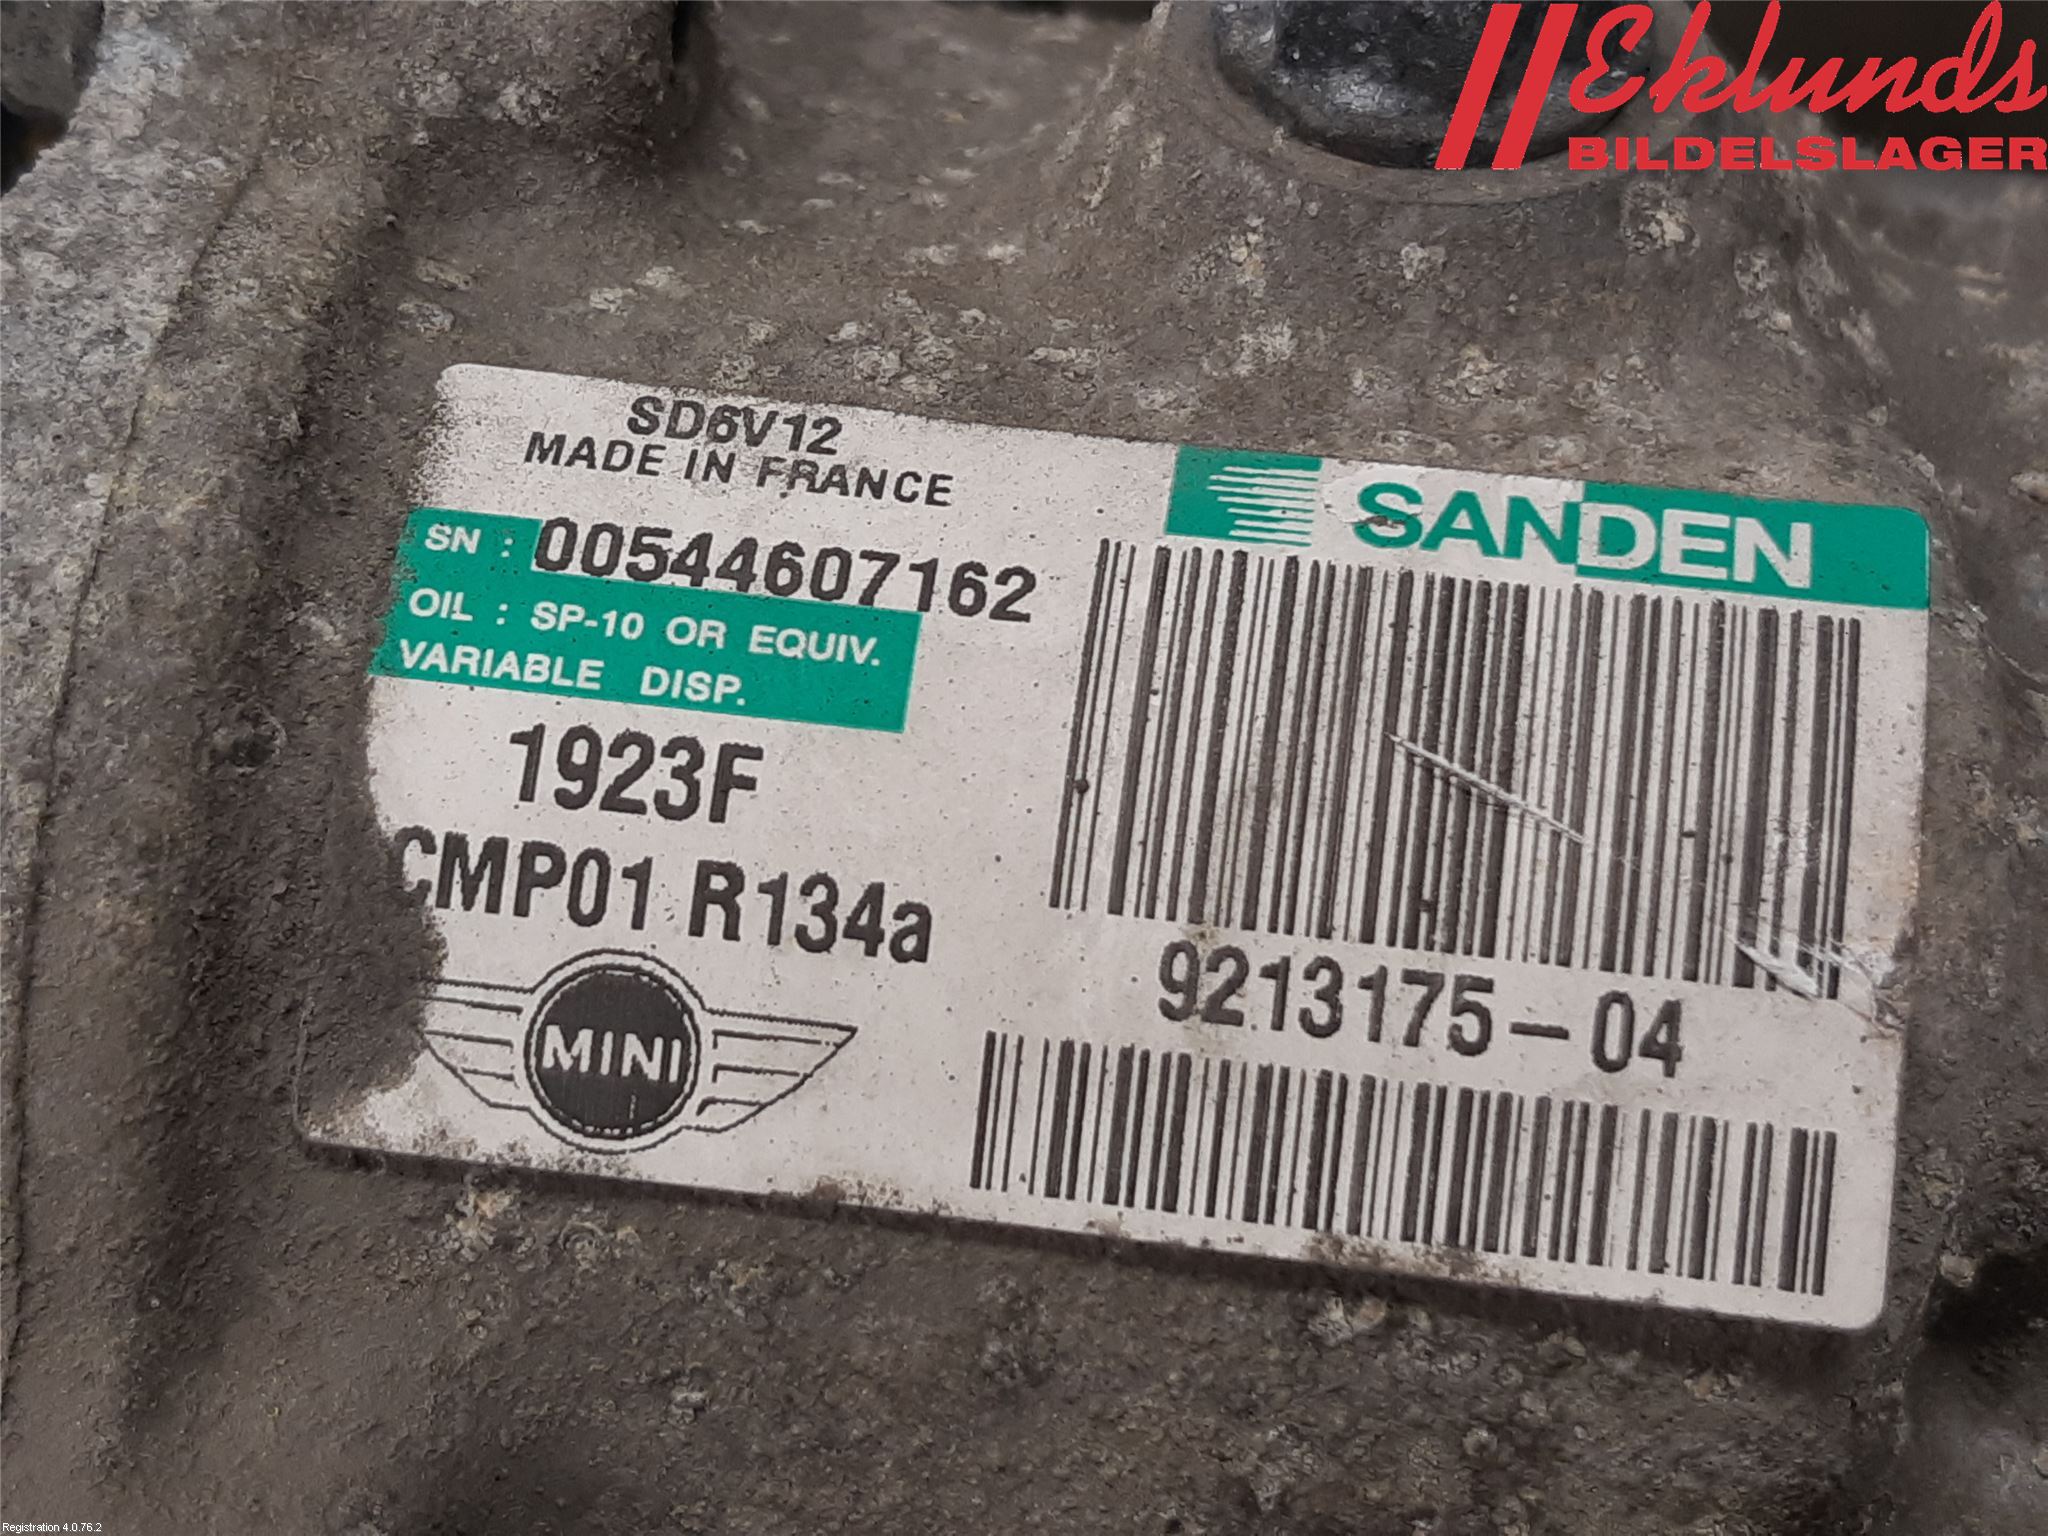 Eklunds
BILDELSLAGER
SD6V12
MADE IN FRANCE
SANDEN
SN : 00544607162
OIL : SP-10 OR EQUIV.
VARIABLE DISP.
1923F
CMP01 R134a
9213175-04
MINI
Registration 4.0.76.2